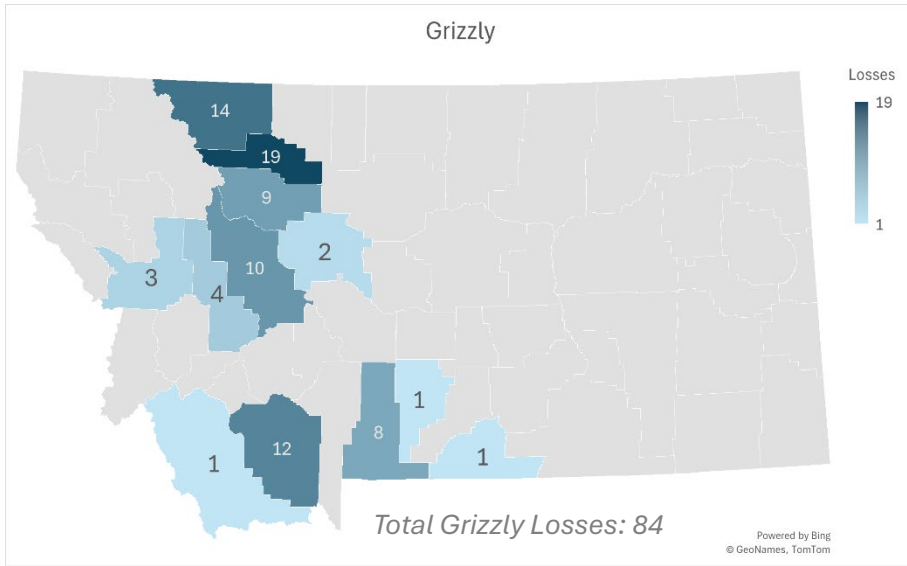 Grizzly
Losses
19
1
14
19
9
2
10
3
4
1
8
1
12
1
Total Grizzly Losses: 84
Powered by Bing
© GeoNames, TomTom